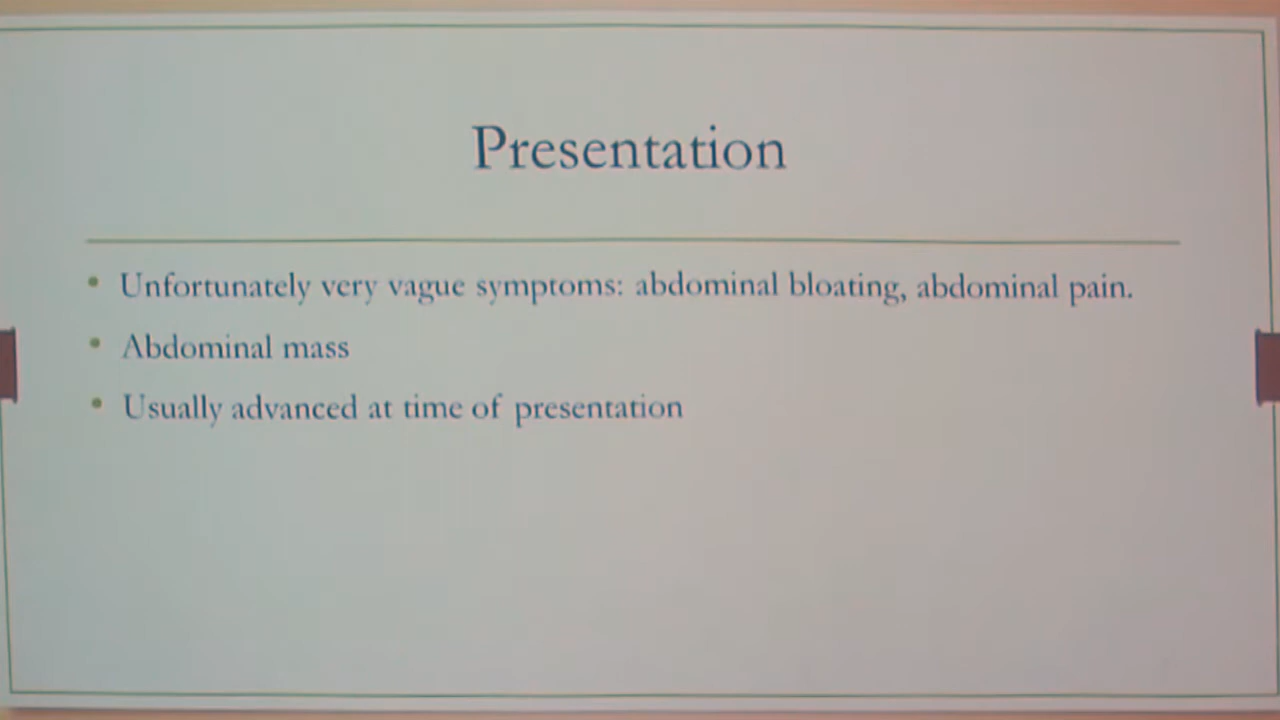 Presentation
Unfortunately very vague symptoms: abdominal bloating, abdominal pain.
Abdominal mass
Usually advanced at time of presentation